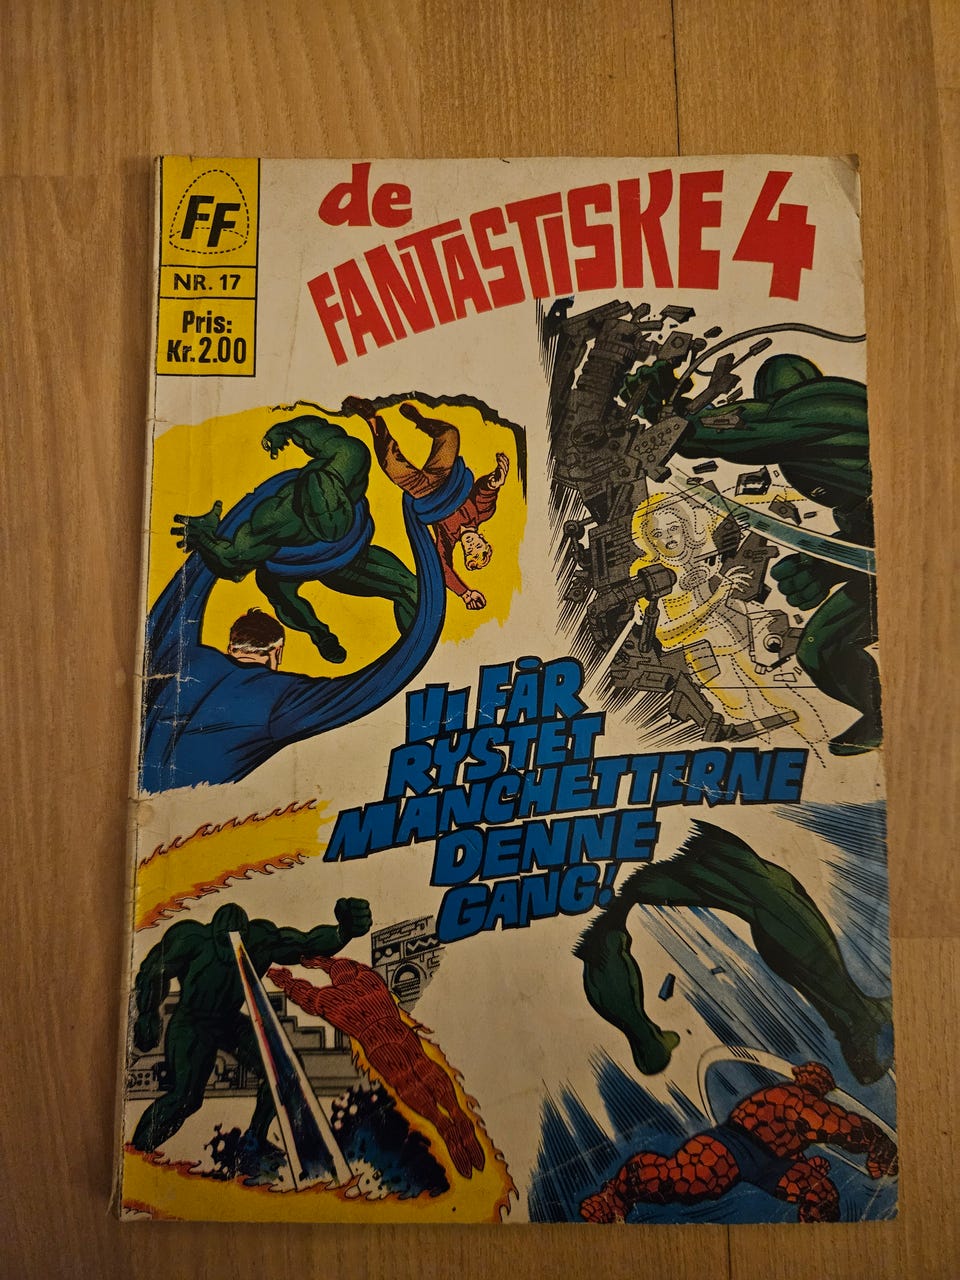 FF
NR. 17
Pris:
Kr.2.00
de
FANTASTISKE 4
VI FÅR
RYSTET
MANCHETTERNE
DENNE
GANG!